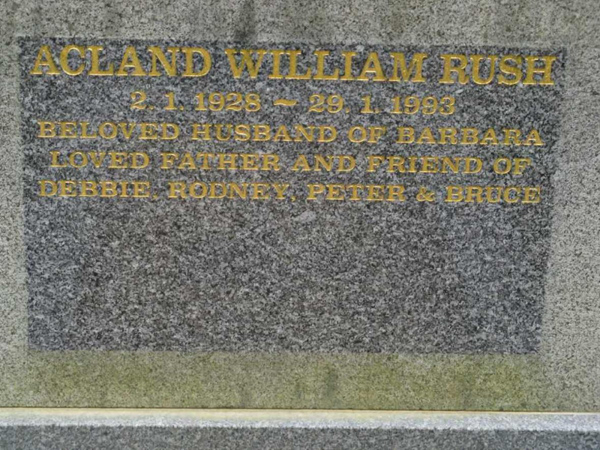 ACLAND WILLIAM RUSH
2.1.1928 ~ 29.1.1993
BELOVED HUSBAND OF BARBARA
LOVED FATHER AND FRIEND OF
DEBBIE, RODNEY, PETER & BRUCE